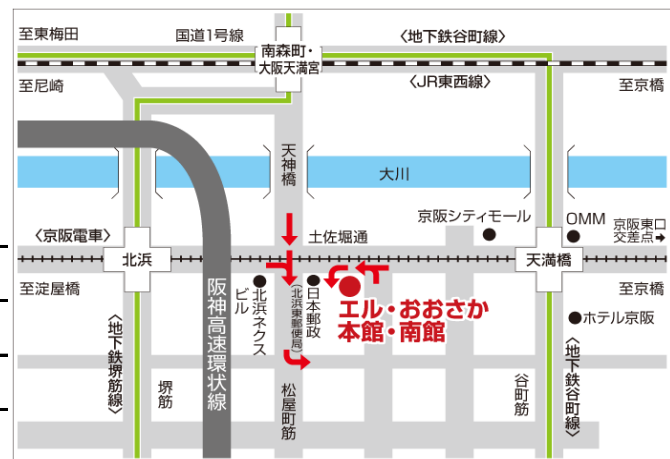 至東梅田
国道1号線
南森町・
大阪天満宮
〈地下鉄谷町線〉
至尼崎
〈JR東西線〉
至京橋
天神橋
大川
京阪シティモール
OMM
京阪東口
交差点➡
〈京阪電車〉
土佐堀通
北浜
天満橋
至淀屋橋
至京橋
阪神高速環状線
北浜ネクス
ビル
日本郵政
(北浜東郵便局)
エル・おおさか
本館・南館
ホテル京阪
〈地下鉄堺筋線〉
堺筋
松屋町筋
谷町筋
〈地下鉄谷町線〉